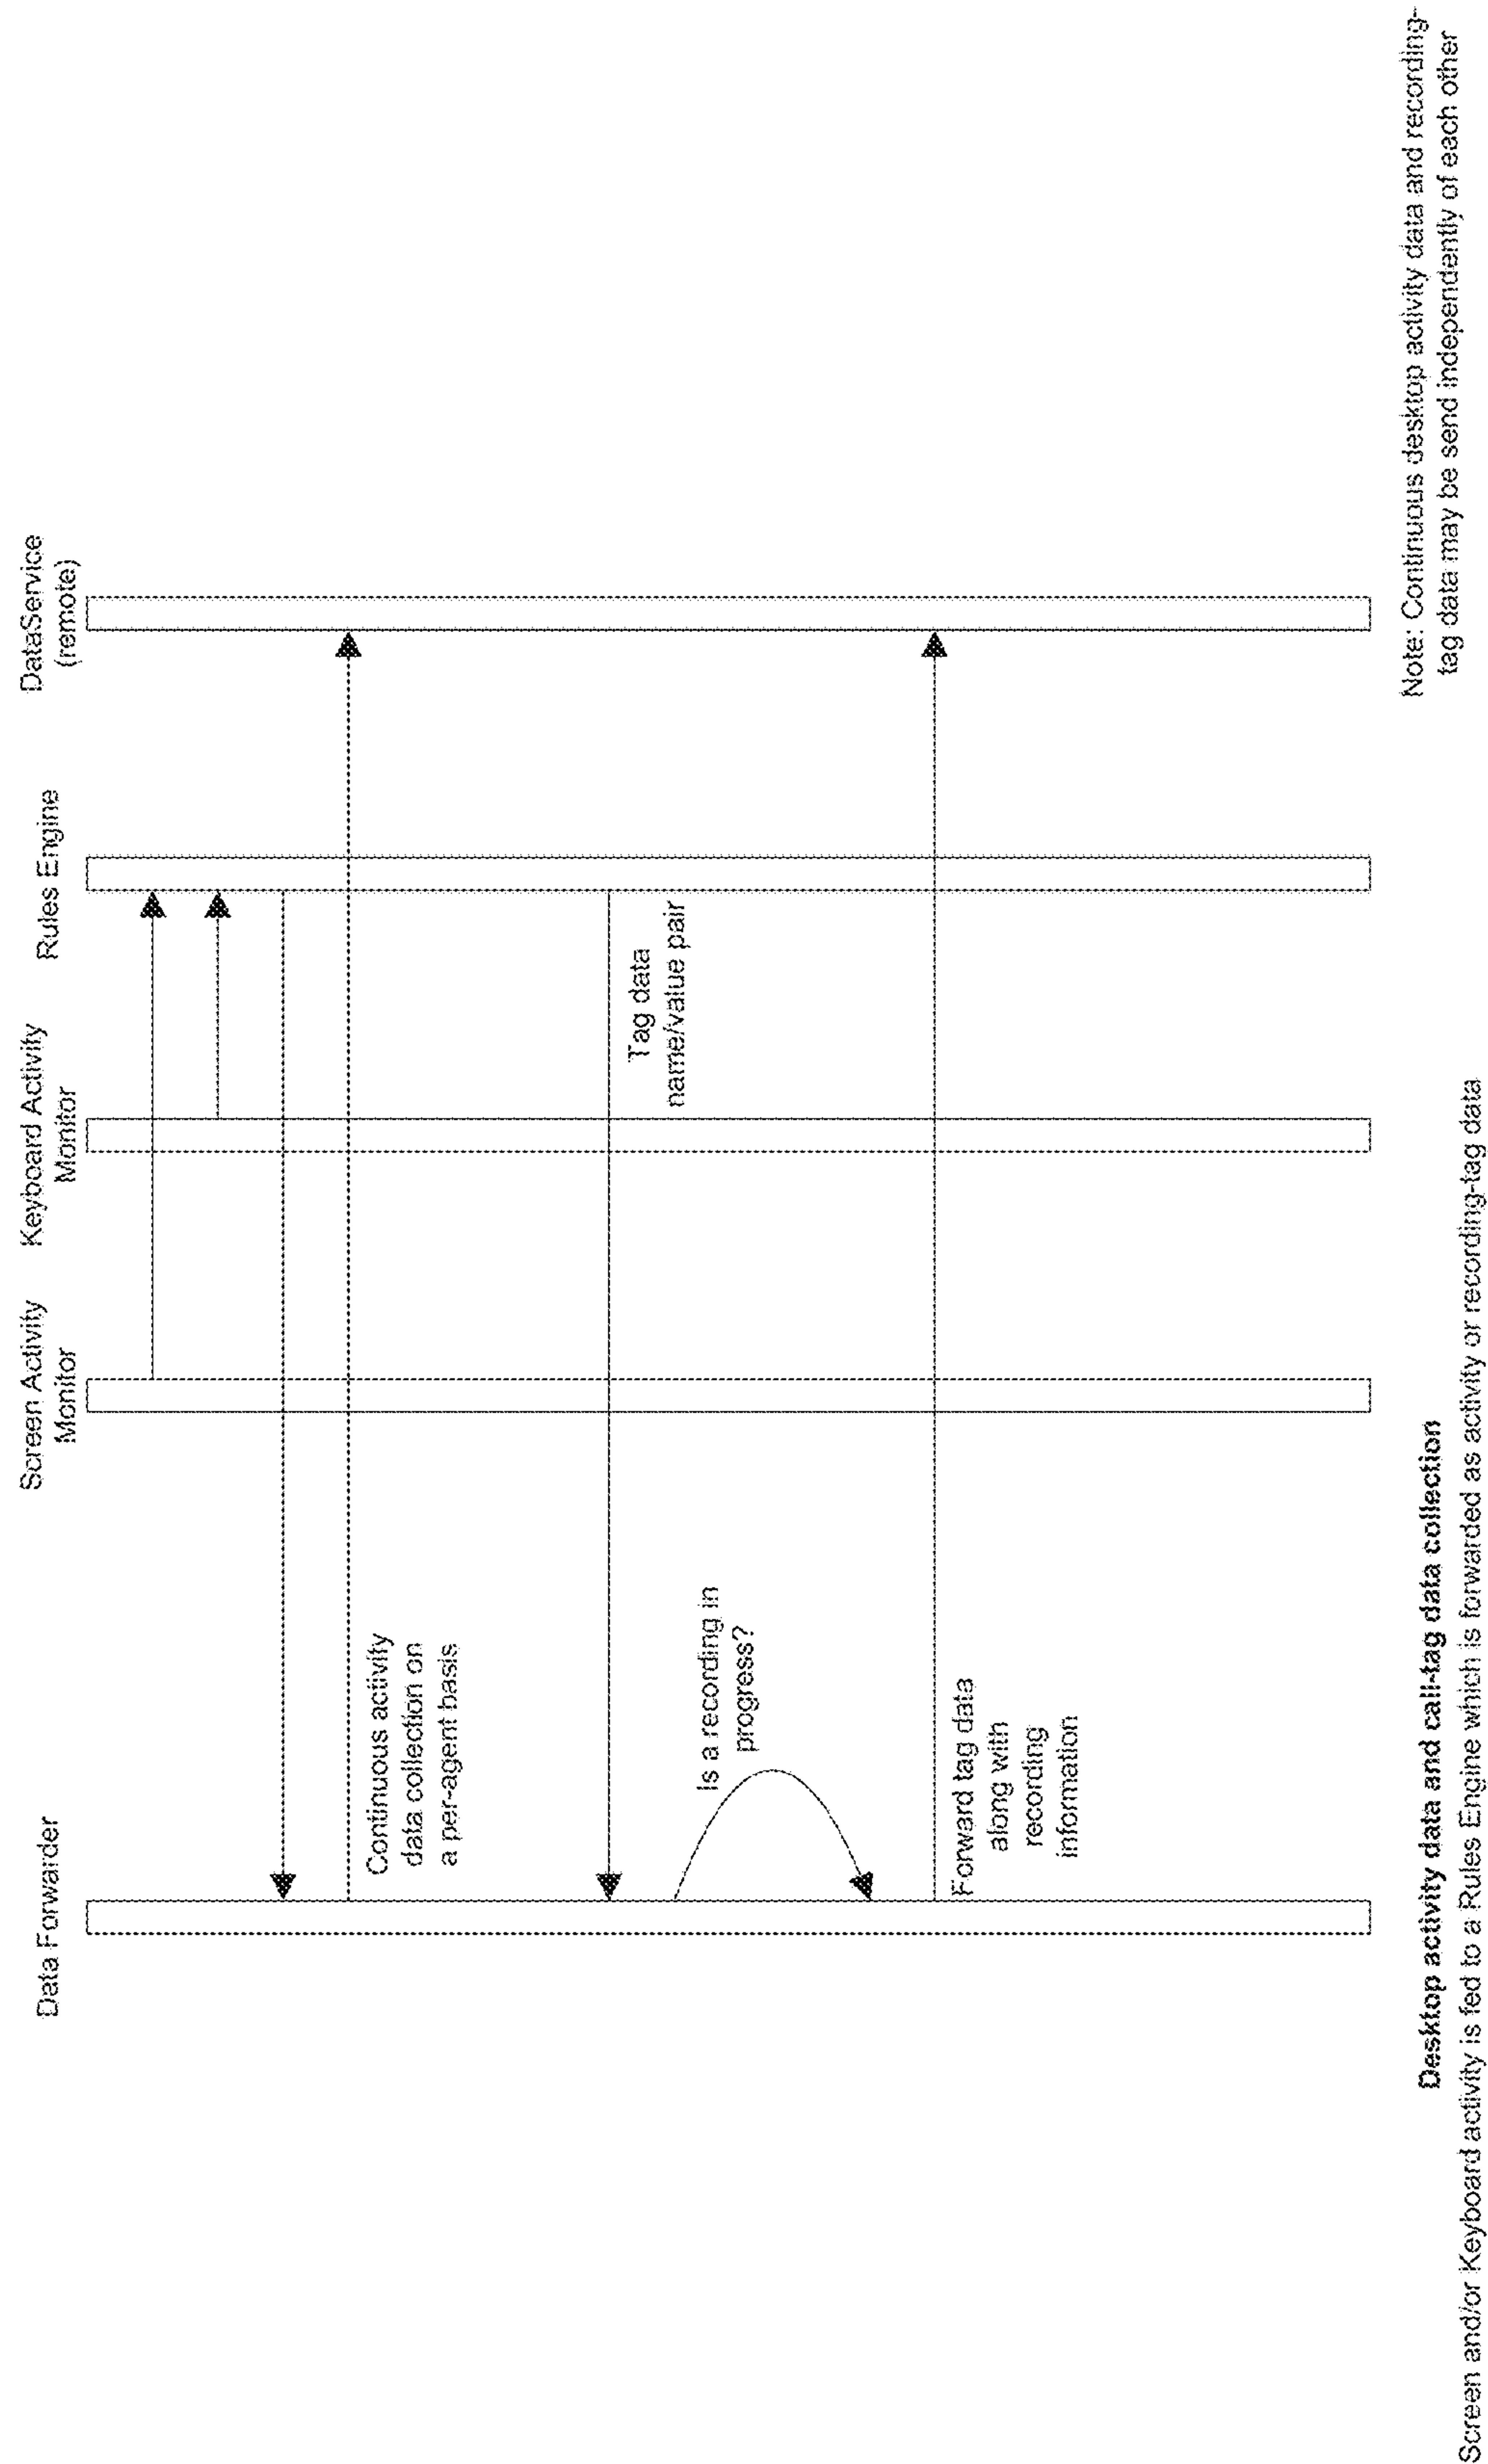 Data Forwarder
Screen Activity
Monitor
Keyboard Activity
Monitor
Rules Engine
DataService
(remote)
Continuous activity
data collection on
a per-agent basis
Tag data
name/value pair
Is a recording in
progress?
Forward tag data
along with
recording
information
Note: Continuous desktop activity data and recording-
tag data may be send independently of each other
Desktop activity data and call-tag data collection
Screen and/or Keyboard activity is fed to a Rules Engine which is forwarded as activity or recording-tag data